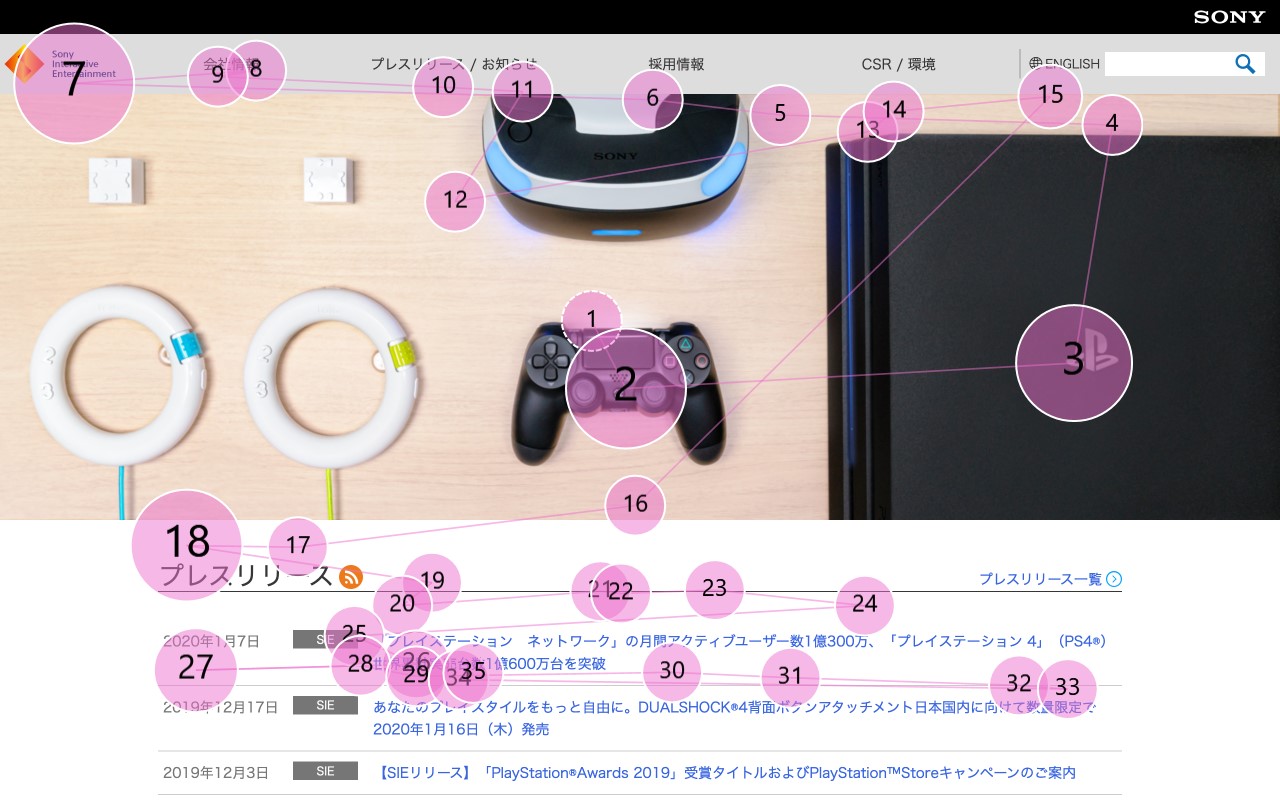 SONY
Sony
Interactive
Entertainment
会社情報
プレスリリース / お知らせ
採用情報
CSR / 環境
ENGLISH
7
9
8
10
11
6
5
13
14
15
4
SONY
12
2
3
2
3
1
2
3
16
18
17
プレスリリース
プレスリリース一覧
19
20
21
22
23
24
2020年1月7日
SIE
25
「プレイステーション ネットワーク」の月間アクティブユーザー数1億300万、「プレイステーション 4」（PS4®）
1億600万台を突破
27
28
26
29
34
35
30
31
32
33
2019年12月17日
SIE
あなたのプレイスタイルをもっと自由に。DUALSHOCK®4背面ボタンアタッチメント日本国内に向けて数量限定で
2020年1月16日（木）発売
2019年12月3日
SIE
【SIEリリース】「PlayStation®Awards 2019」受賞タイトルおよびPlayStation™Storeキャンペーンのご案内